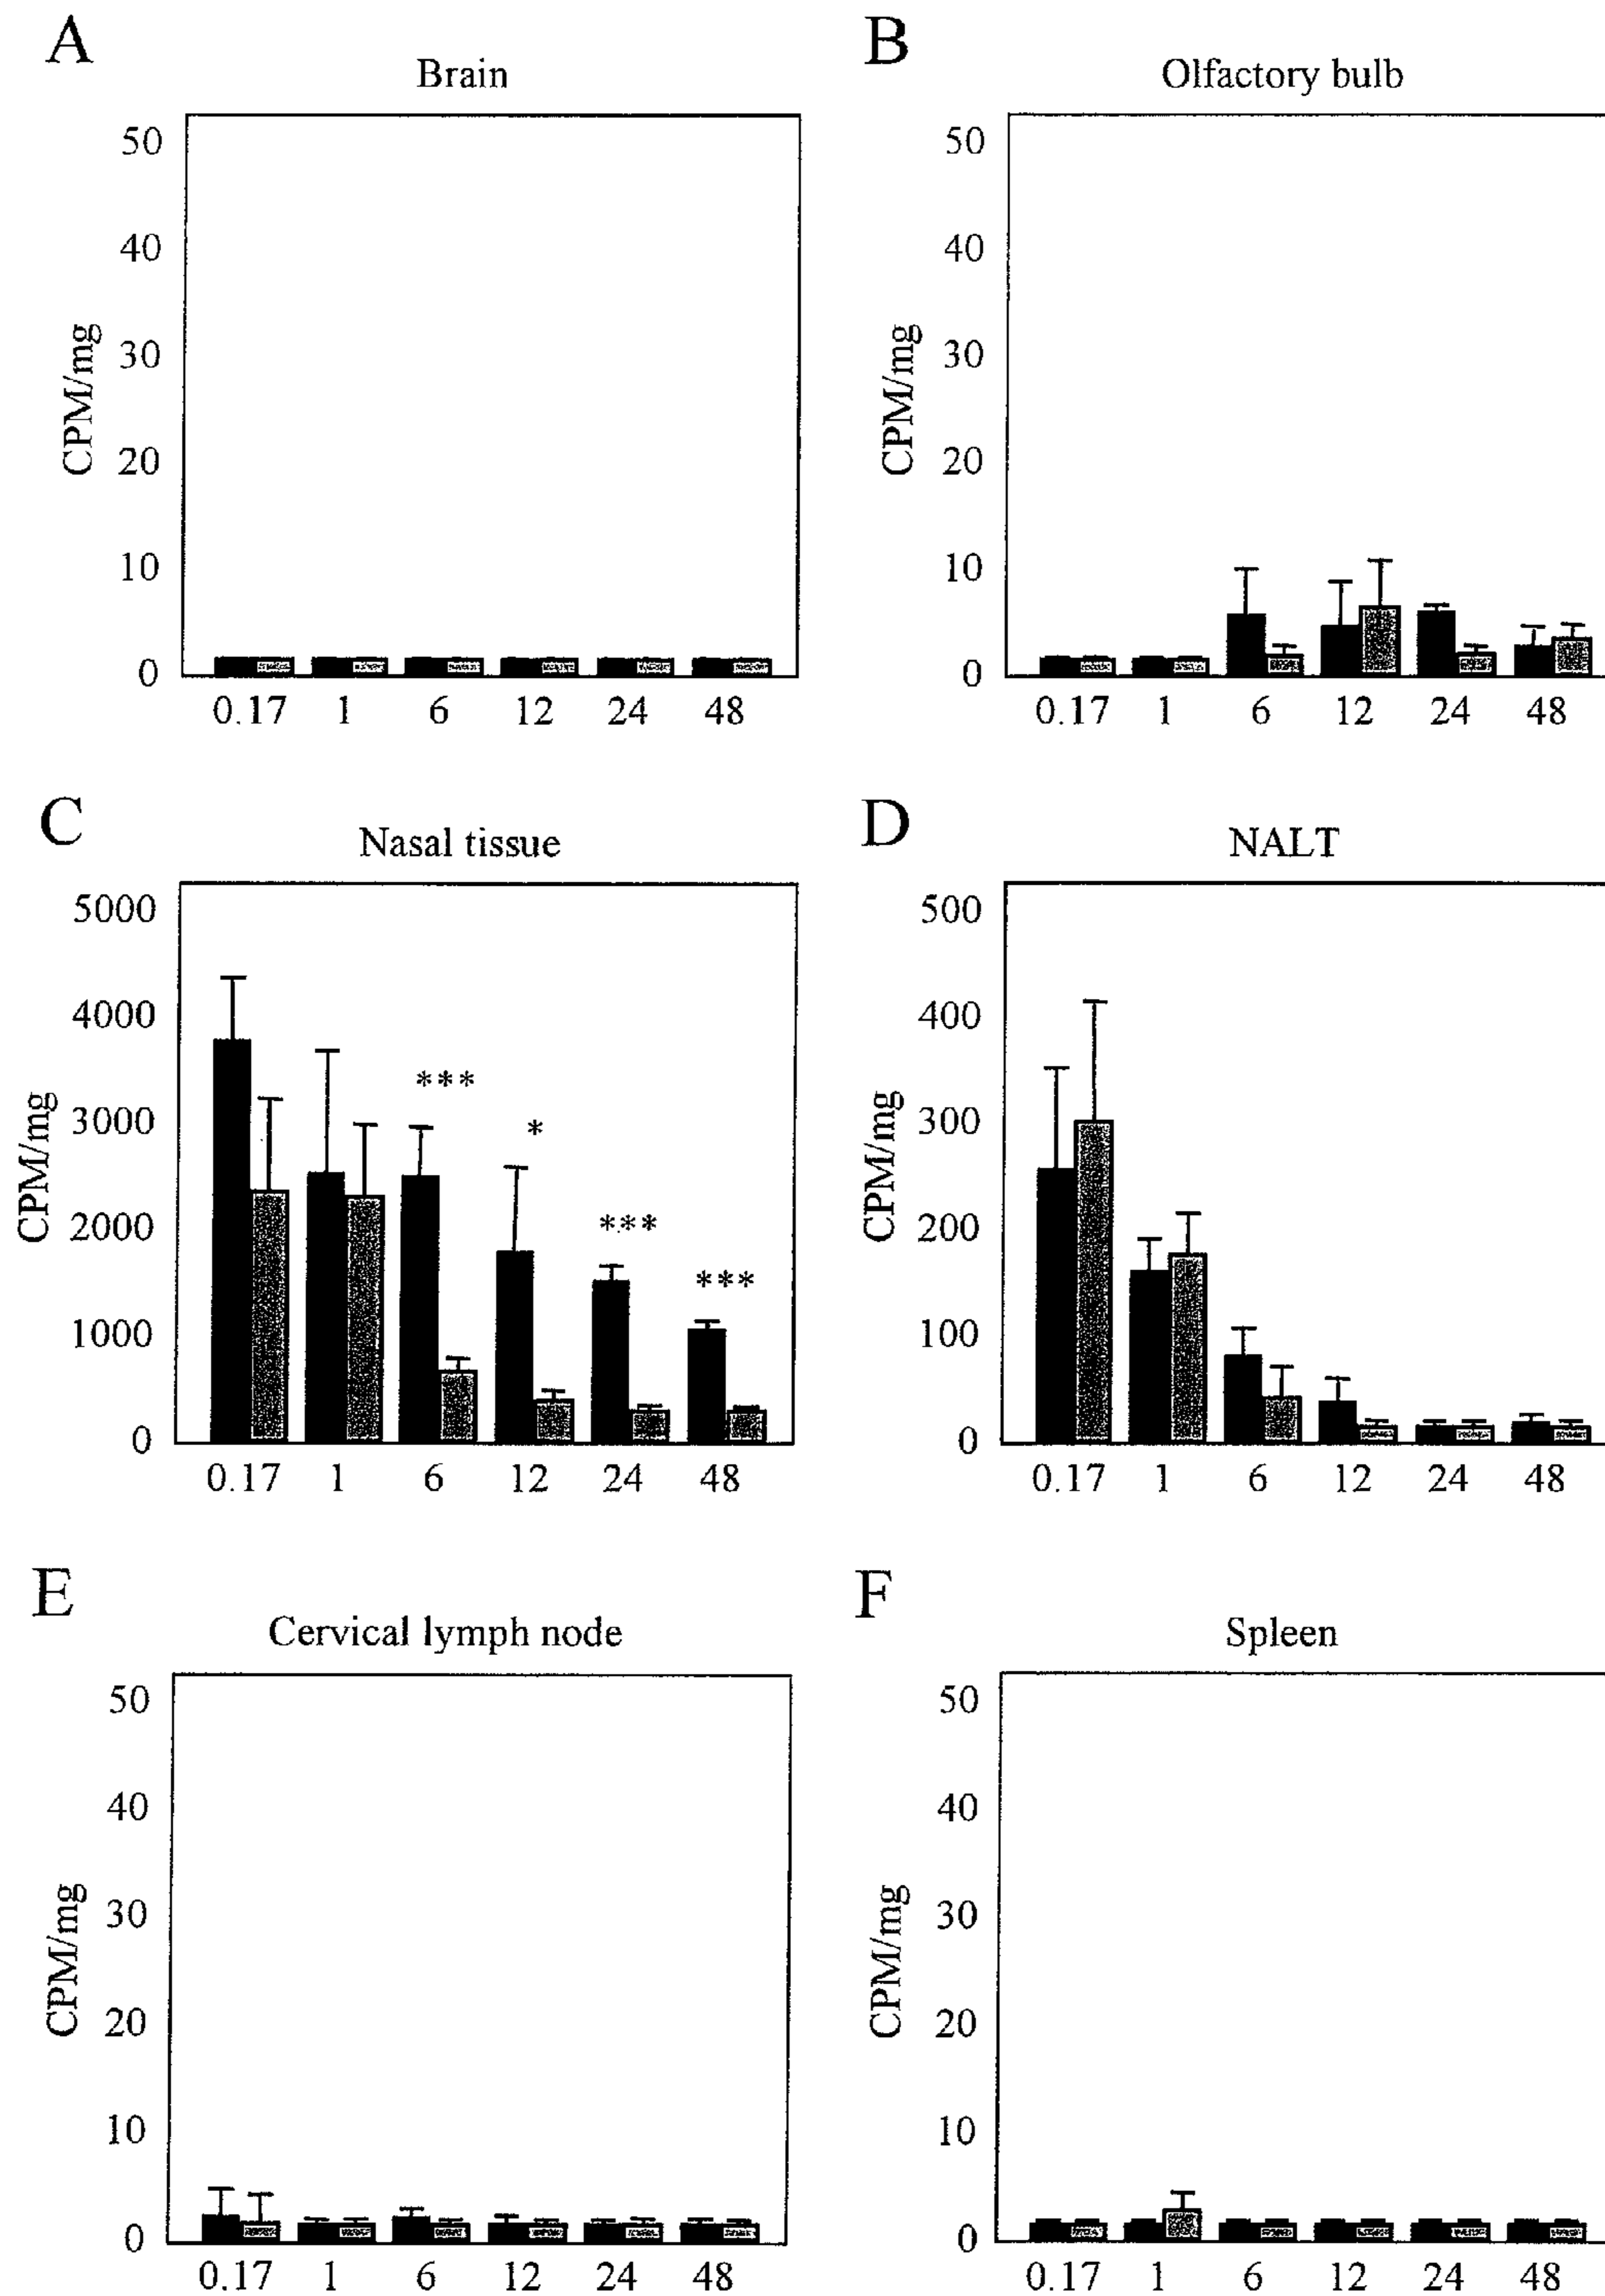 A
Brain
CPM/mg
50
40
30
20
10
0
0.17 1 6 12 24 48
B
Olfactory bulb
CPM/mg
50
40
30
20
10
0
0.17 1 6 12 24 48
C
Nasal tissue
CPM/mg
5000
4000
3000
2000
1000
0
***
*
***
***
0.17 1 6 12 24 48
D
NALT
CPM/mg
500
400
300
200
100
0
0.17 1 6 12 24 48
E
Cervical lymph node
CPM/mg
50
40
30
20
10
0
0.17 1 6 12 24 48
F
Spleen
CPM/mg
50
40
30
20
10
0
0.17 1 6 12 24 48